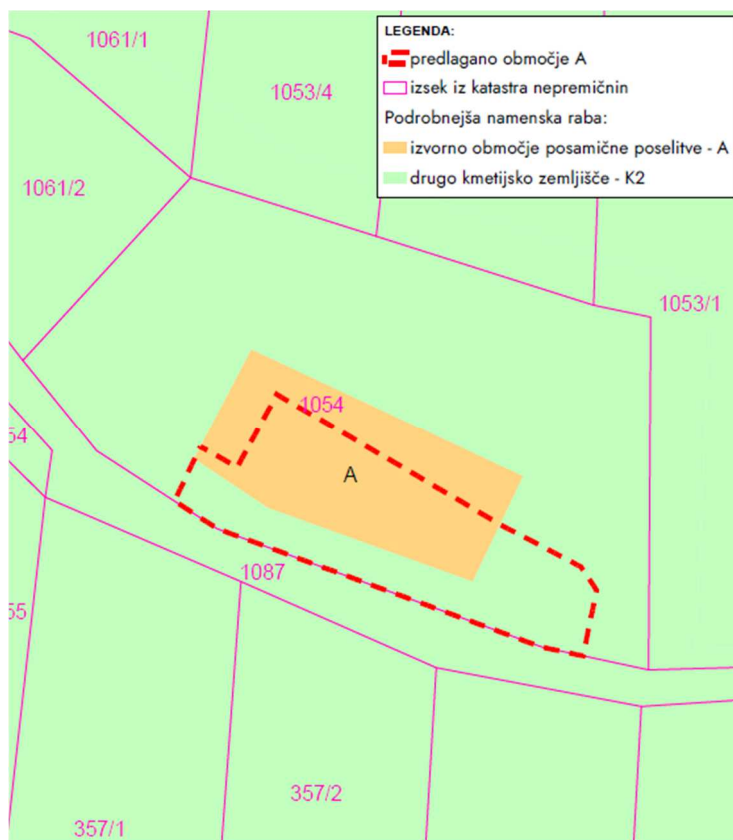 1061/1
1053/4
LEGENDA:
predlagano območje A
izsek iz katastra nepremičnin
Podrobnejša namenska raba:
izvorno območje posamične poselitve - A
drugo kmetijsko zemljišče - K2
1061/2
1053/1
1054
54
A
1087
55
357/2
357/1